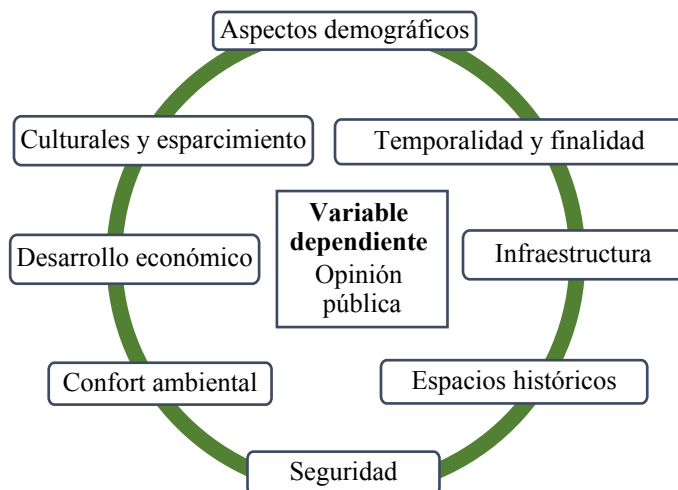 Aspectos demográficos
Culturales y esparcimiento
Temporalidad y finalidad
Variable
dependiente
Opinión
pública
Desarrollo económico
Infraestructura
Confort ambiental
Espacios históricos
Seguridad